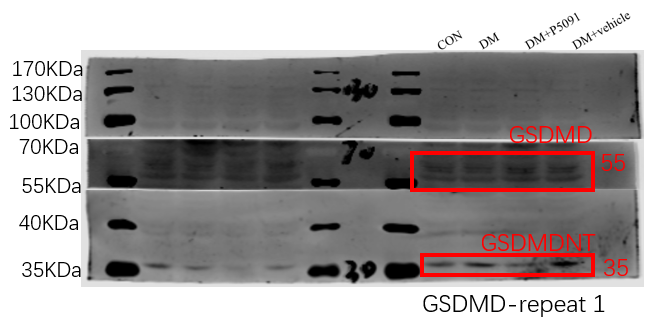 CON DM DM+P5091 DM+vehicle
170KDa
130KDa
100KDa
70KDa
GSDMD
55
55KDa
40KDa
GSDMDNT
35KDa
35
GSDMD-repeat 1